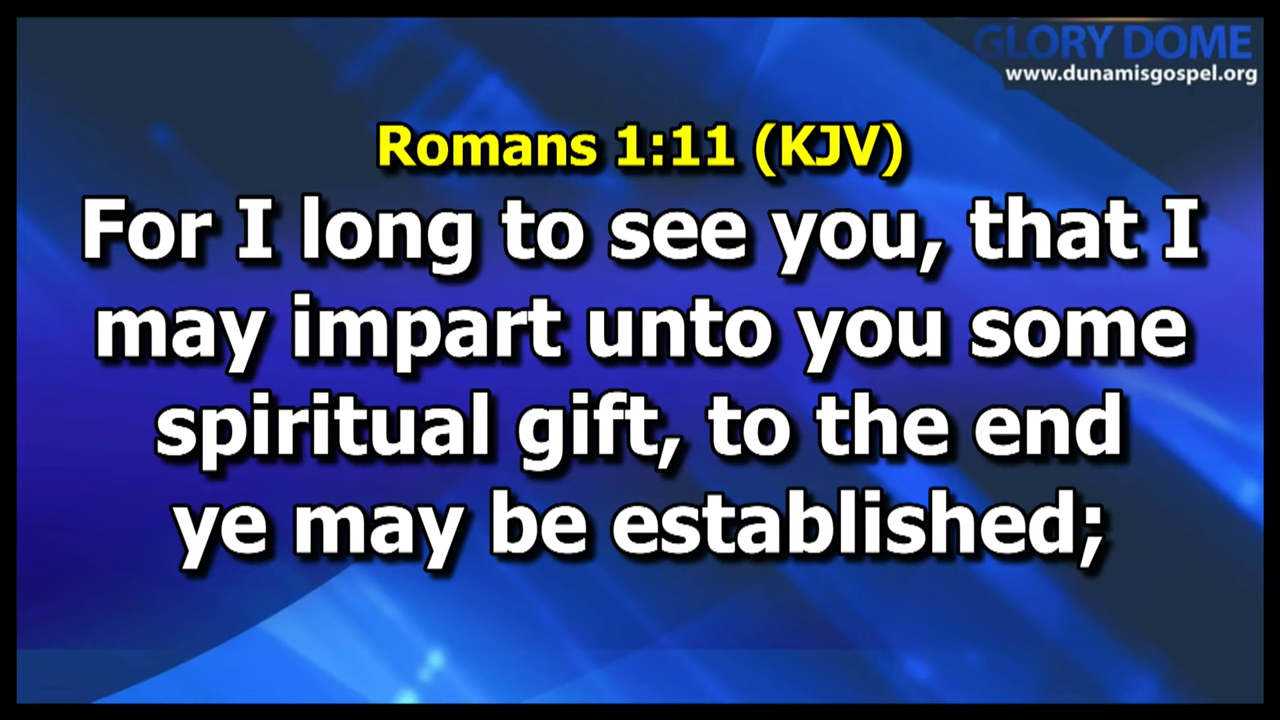 GLORY DOME
www.dunamisgospel.org
Romans 1:11 (KJV)
For I long to see you, that I
may impart unto you some
spiritual gift, to the end
ye may be established;